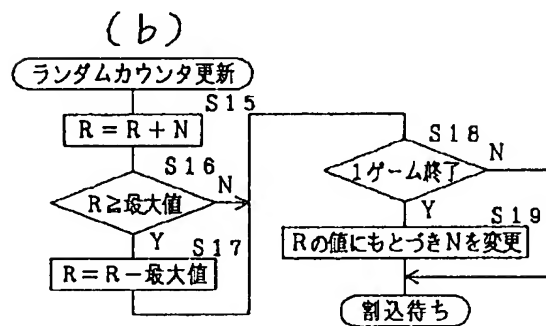 (b)
ランダムカウンタ更新
S15
R=R+N
S16
R≧最大値
N
Y
S17
R=R-最大値
S18
1ゲーム終了
N
Y
S19
Rの値にもとづきNを変更
割込待ち